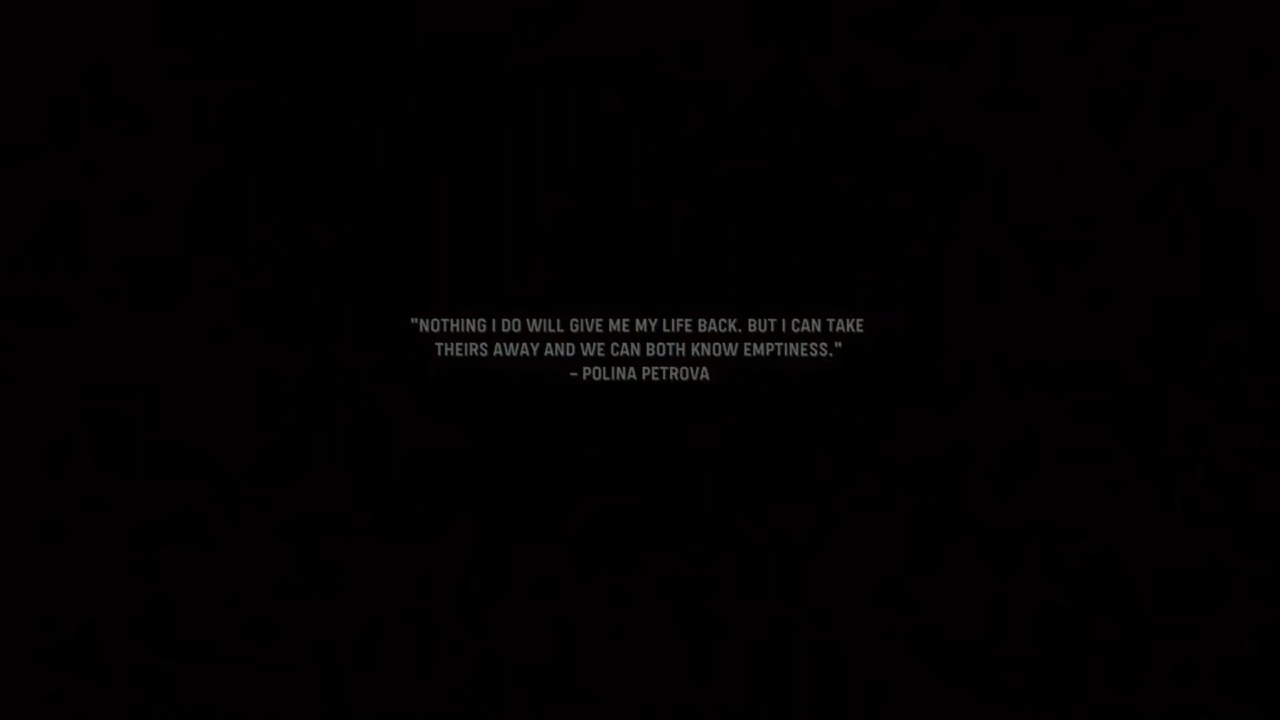 "NOTHING I DO WILL GIVE ME MY LIFE BACK. BUT I CAN TAKE
THEIRS AWAY AND WE CAN BOTH KNOW EMPTINESS."
– POLINA PETROVA